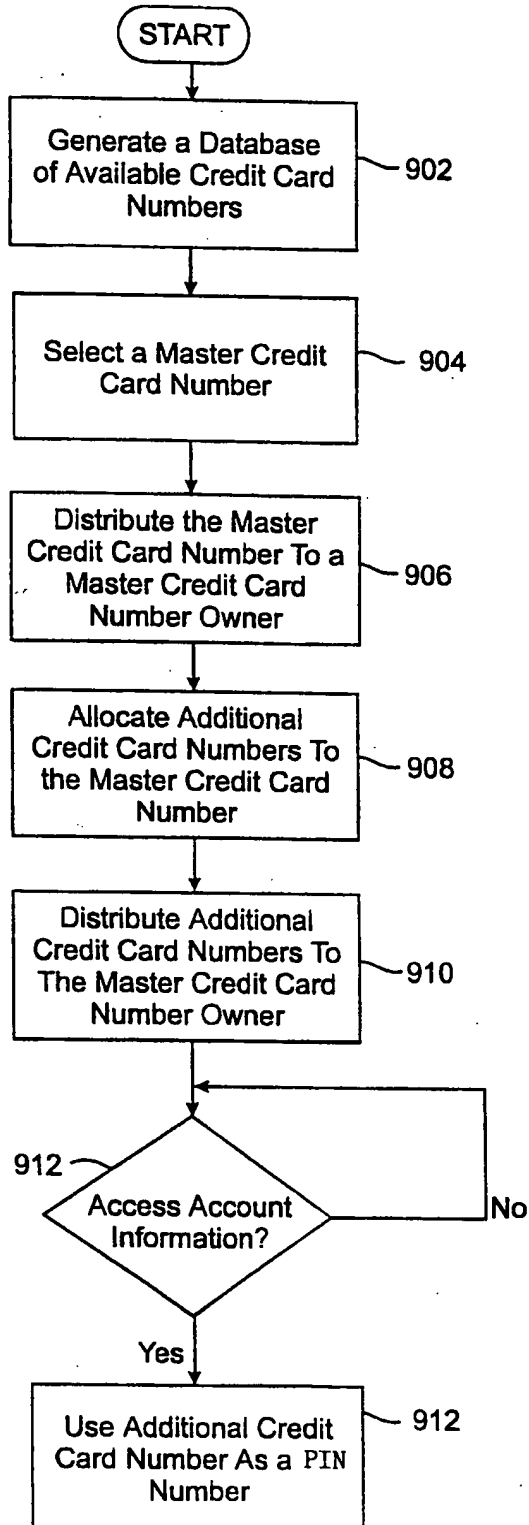 START
Generate a Database
of Available Credit Card
Numbers
902
Select a Master Credit
Card Number
904
Distribute the Master
Credit Card Number To a
Master Credit Card
Number Owner
906
Allocate Additional
Credit Card Numbers To
the Master Credit Card
Number
908
Distribute Additional
Credit Card Numbers To
The Master Credit Card
Number Owner
910
912
Access Account
Information?
No
Yes
Use Additional Credit
Card Number As a PIN
Number
912